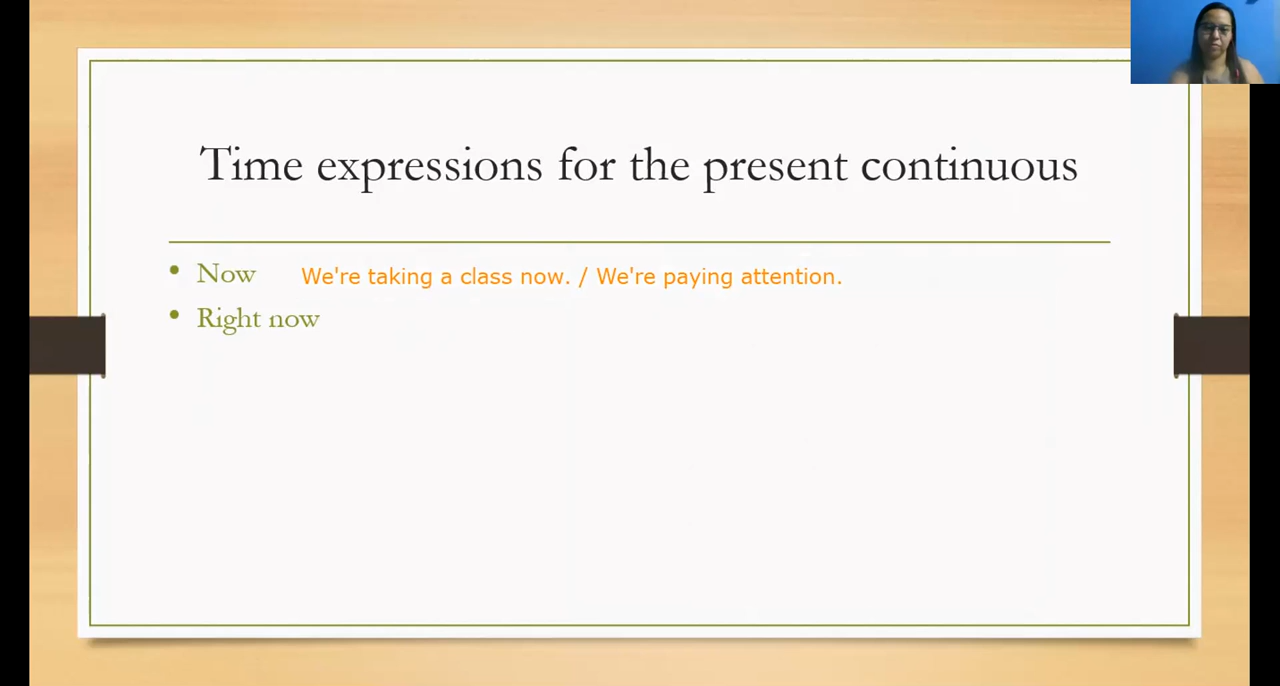 Time expressions for the present continuous
• Now We're taking a class now. / We're paying attention.
• Right now